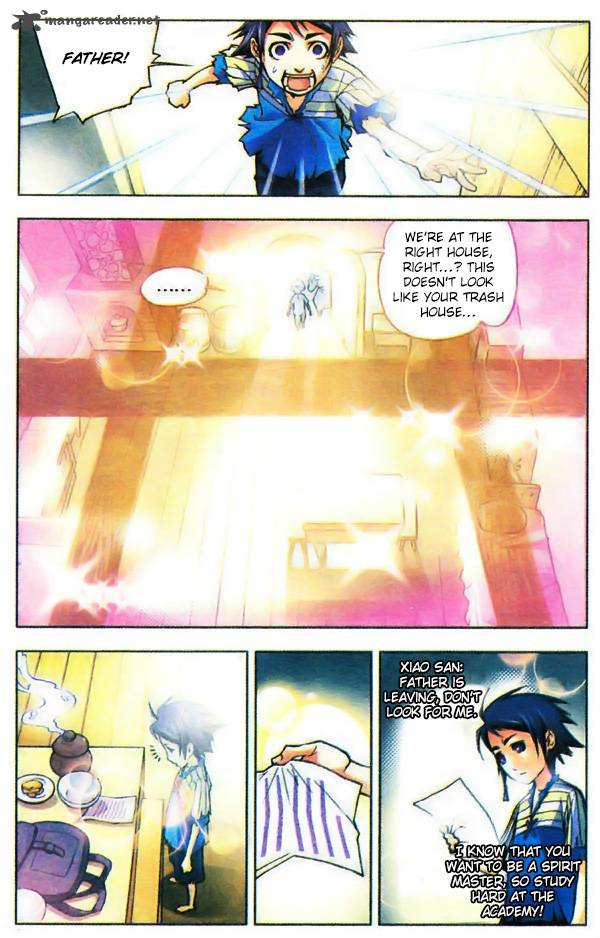 mangareader.net
FATHER!
......
WE'RE AT THE
RIGHT HOUSE,
RIGHT...? THIS
DOESN'T LOOK
LIKE YOUR TRASH
HOUSE...
XIAO SAN:
FATHER IS
LEAVING, DON'T
LOOK FOR ME.
I KNOW THAT YOU
WANT TO BE A SPIRIT
MASTER, SO STUDY
HARD AT THE
ACADEMY!